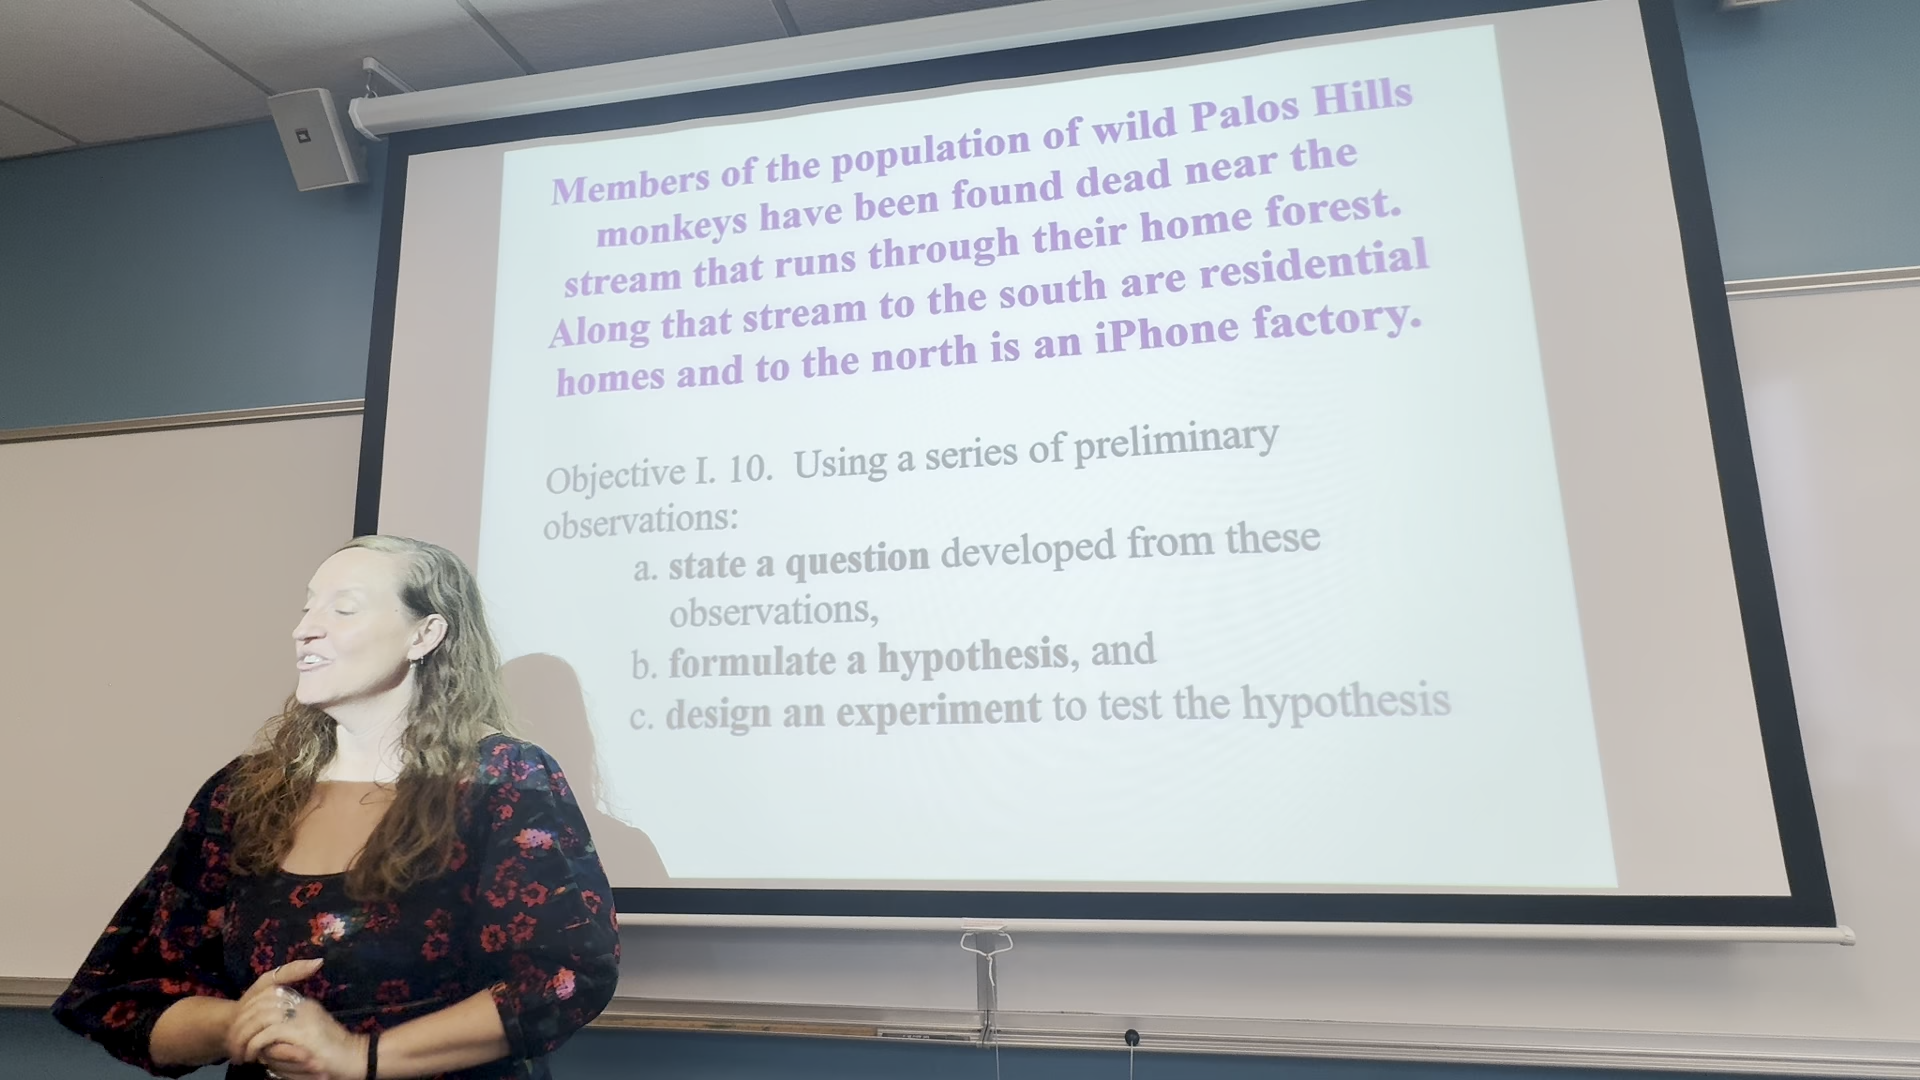 Members of the population of wild Palos Hills
monkeys have been found dead near the
stream that runs through their home forest.
Along that stream to the south are residential
homes and to the north is an iPhone factory.
Objective I. 10. Using a series of preliminary
observations:
a. state a question developed from these
observations,
b. formulate a hypothesis, and
c. design an experiment to test the hypothesis